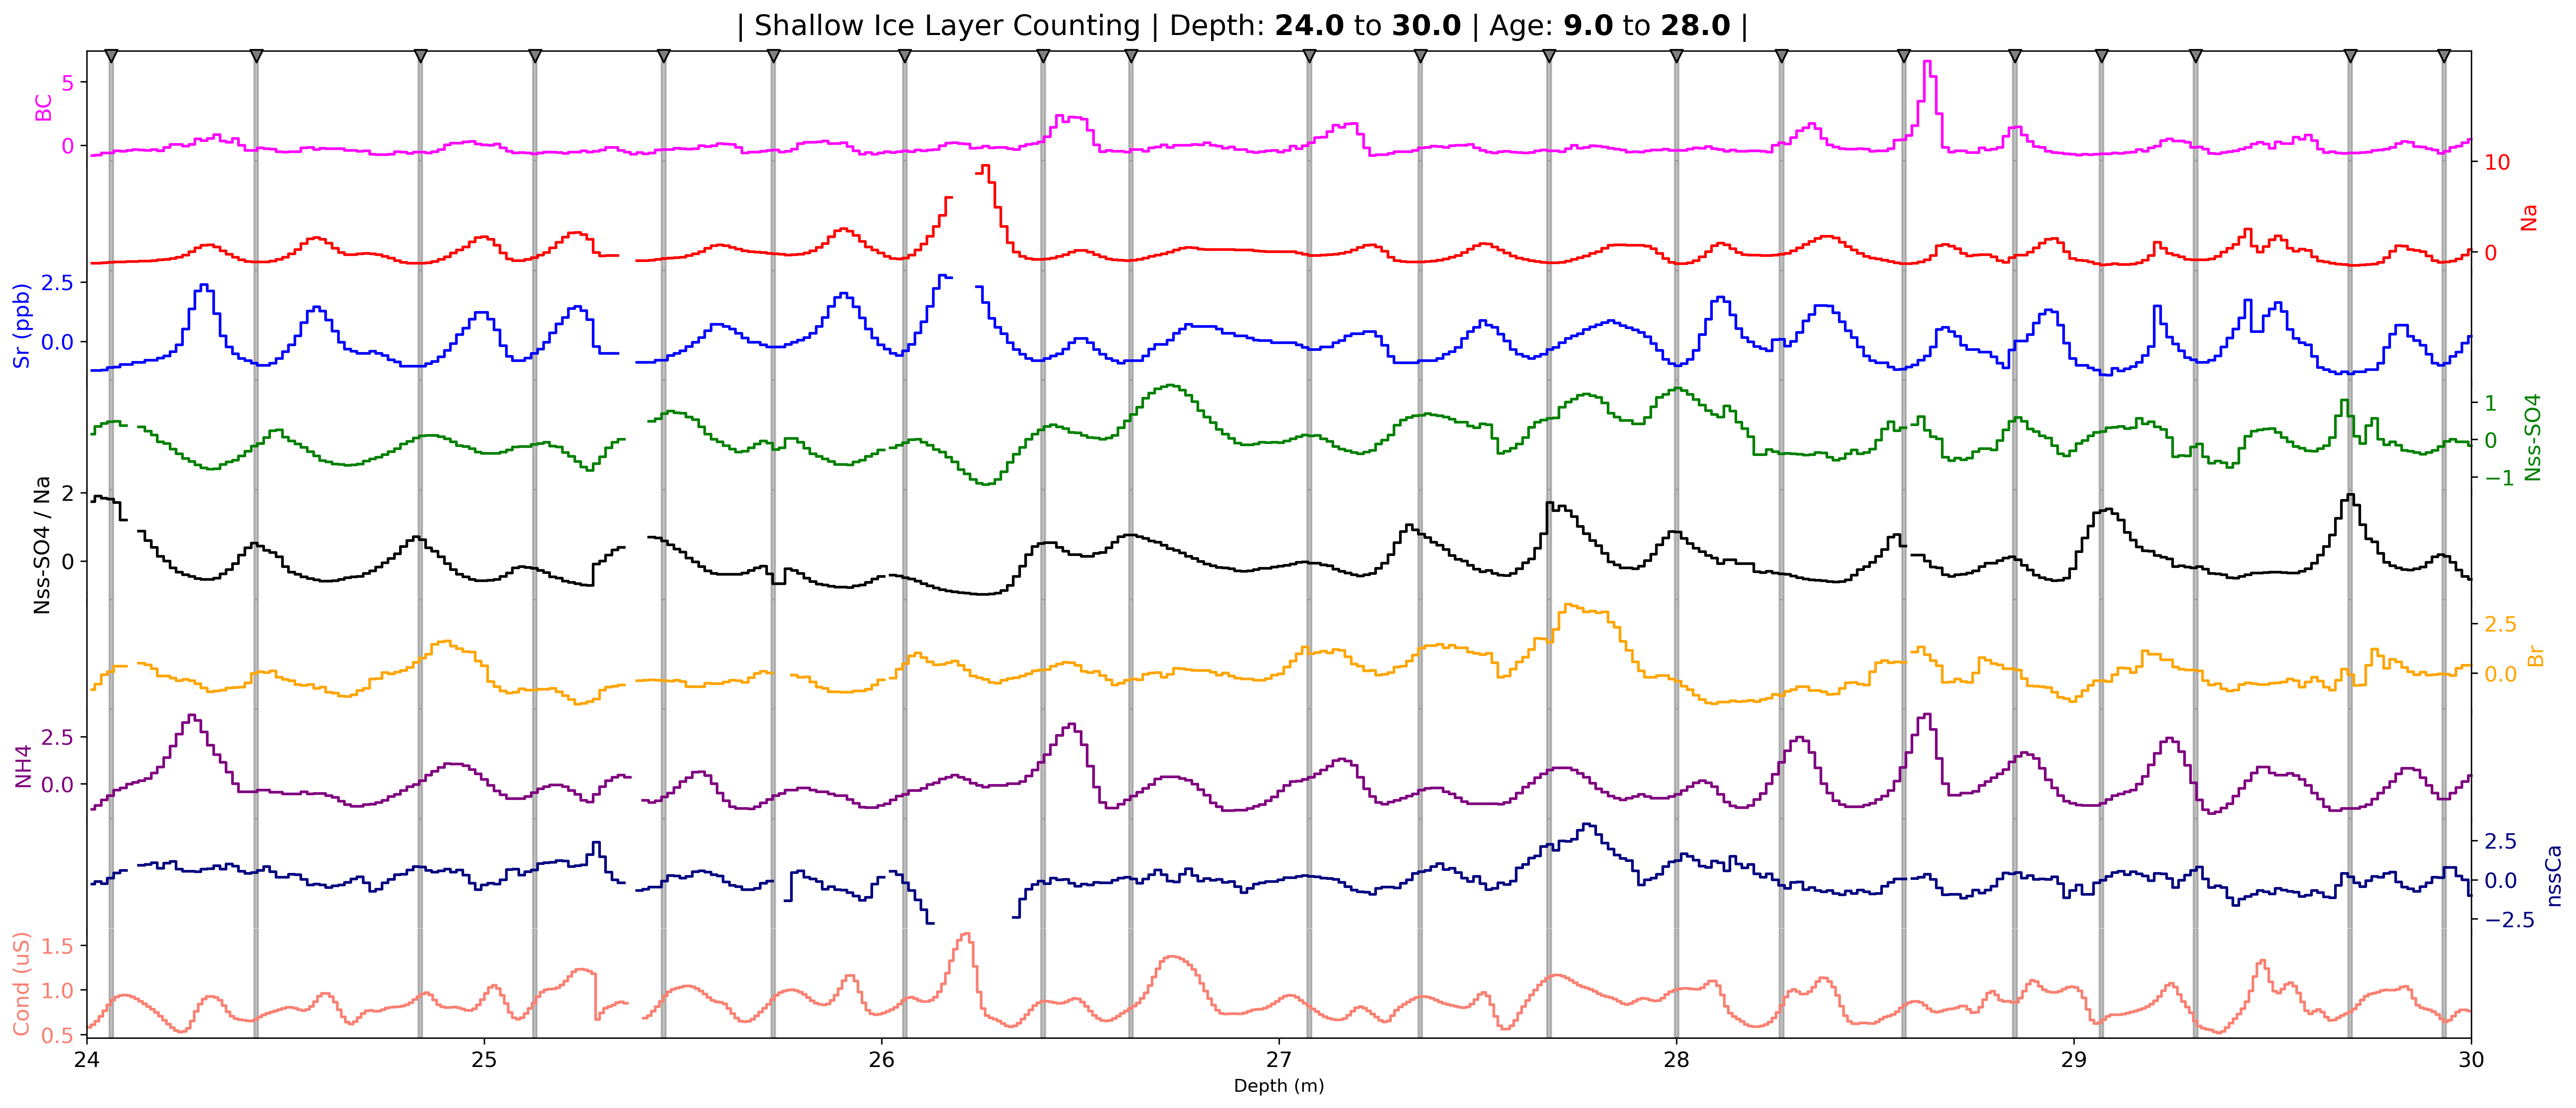 | Shallow Ice Layer Counting | Depth: 24.0 to 30.0 | Age: 9.0 to 28.0 |
BC
5
0
10
0
Na
Sr (ppb)
2.5
0.0
1
0
−1
Nss-SO4
Nss-SO4 / Na
2
0
2.5
0.0
Br
NH4
2.5
0.0
2.5
0.0
−2.5
nssCa
Cond (uS)
1.5
1.0
0.5
24 25 26 27 28 29 30
Depth (m)